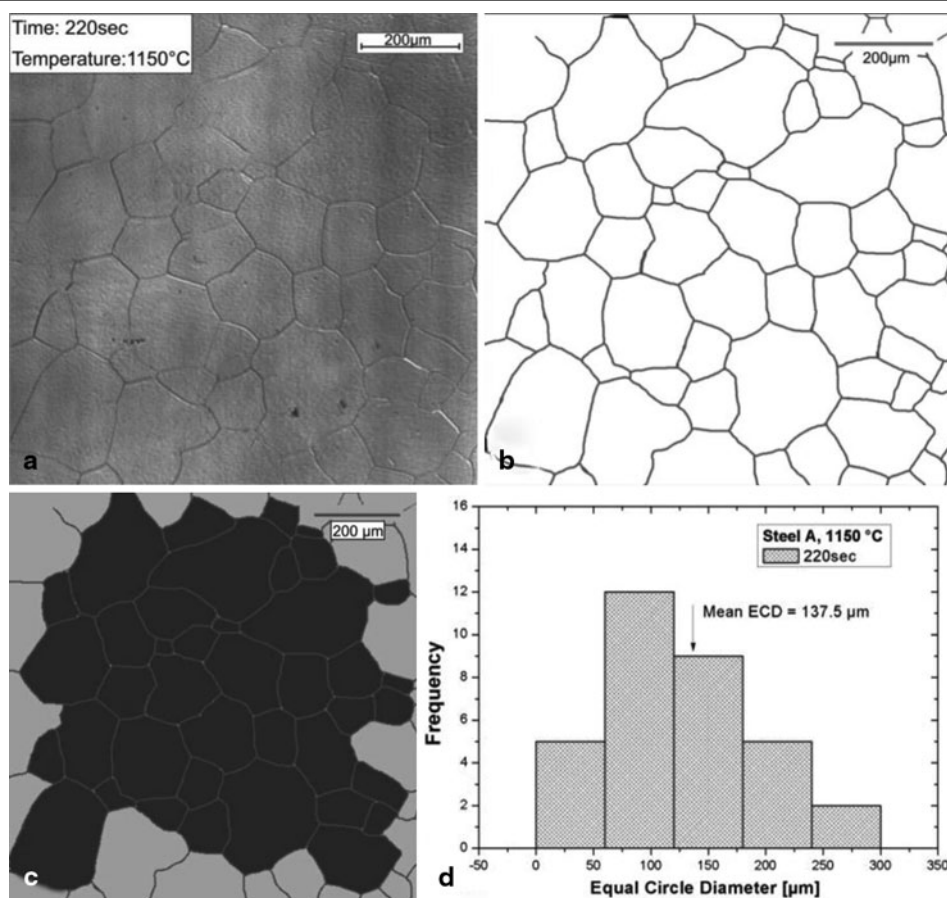 Time: 220sec
Temperature:1150°C
200µm
a
200µm
b
200 µm
c
16
14
12
10
8
6
4
2
0
Frequency
Steel A, 1150 °C
220sec
Mean ECD = 137.5 µm
-50
0
50
100
150
200
250
300
350
Equal Circle Diameter [µm]
d